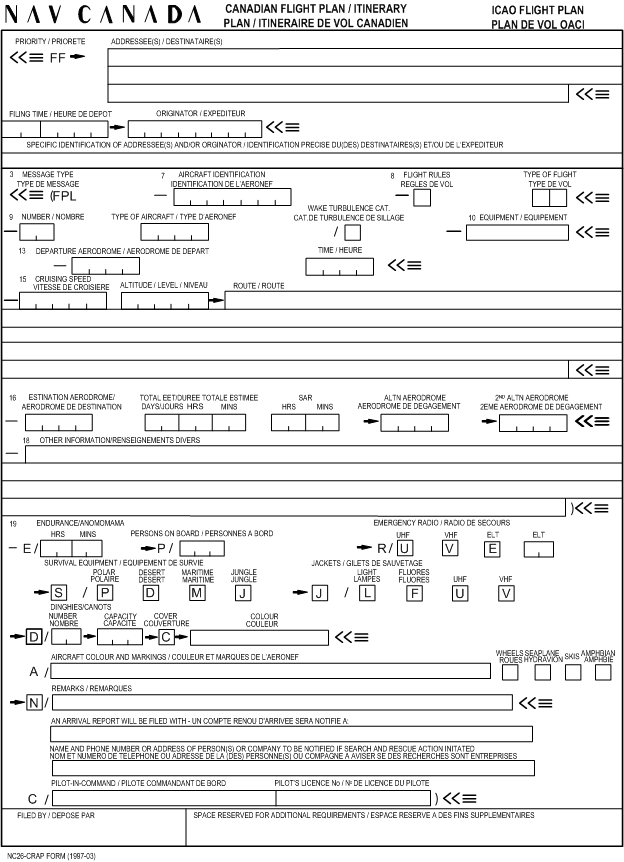 NAV CANADA
CANADIAN FLIGHT PLAN / ITINERARY
PLAN / ITINERAIRE DE VOL CANADIEN
ICAO FLIGHT PLAN
PLAN DE VOL OACI
PRIORITY / PRIORETE
ADDRESSEE(S) / DESTINATAIRE(S)
FF
FILING TIME / HEURE DE DEPOT
ORIGINATOR / EXPEDITEUR
SPECIFIC IDENTIFICATION OF ADDRESSEE(S) AND/OR ORGINATOR / IDENTIFICATION PRECISE DU(DES) DESTINATAIRES(S) ET/OU DE L'EXPEDITEUR
3 MESSAGE TYPE
TYPE DE MESSAGE
(FPL
7 AIRCRAFT IDENTIFICATION
IDENTIFICATION DE L'AERONEF
8 FLIGHT RULES
REGLES DE VOL
TYPE OF FLIGHT
TYPE DE VOL
9 NUMBER / NOMBRE
TYPE OF AIRCRAFT / TYPE D'AERONEF
WAKE TURBULENCE CAT.
CAT.DE TURBULENCE DE SILLAGE
/
10 EQUIPMENT / EQUIPEMENT
13 DEPARTURE AERODROME / AERODROME DE DEPART
TIME / HEURE
15 CRUISING SPEED
VITESSE DE CROISIERE
ALTITUDE / LEVEL / NIVEAU
ROUTE / ROUTE
16 ESTINATION AERODROME/
AERODROME DE DESTINATION
TOTAL EET/DUREE TOTALE ESTIMEE
DAYS/JOURS HRS MINS
SAR
HRS MINS
ALTN AERODROME
AERODROME DE DEGAGEMENT
2ND ALTN AERODROME
2EME AERODROME DE DEGAGEMENT
18 OTHER INFORMATION/RENSEIGNEMENTS DIVERS
)
19 ENDURANCE/ANOMOMAMA
HRS MINS
E /
PERSONS ON BOARD / PERSONNES A BORD
P /
EMERGENCY RADIO / RADIO DE SECOURS
UHF VHF ELT ELT
R / U V E
SURVIVAL EQUIPMENT / EQUIPEMENT DE SURVIE
POLAR DESERT MARITIME JUNGLE
POLAIRE DESERT MARITIME JUNGLE
S / P D M J
JACKETS / GILETS DE SAUVETAGE
LIGHT FLUORES
LAMPES FLUORES UHF VHF
J / L F U V
DINGHIES/CANOTS
NUMBER CAPACITY COVER COLOUR
NOMBRE CAPACITE COUVERTURE COULEUR
D / C
AIRCRAFT COLOUR AND MARKINGS / COULEUR ET MARQUES DE L'AERONEF
A /
WHEELS SEAPLANE SKIS AMPHBIAN
ROUES HYDRAVION AMPHBIE
REMARKS / REMARQUES
N /
AN ARRIVAL REPORT WILL BE FILED WITH - UN COMPTE RENOU D'ARRIVEE SERA NOTIFIE A:
NAME AND PHONE NUMBER OR ADDRESS OF PERSON(S) OR COMPANY TO BE NOTIFIED IF SEARCH AND RESCUE ACTION INITATED
NOM ET NUMERO DE TELEPHONE OU ADRESSE DE LA (DES) PERSONNE(S) OU COMPAGNE A AVISER SE DES RECHERCHES SONT ENTREPRISES
PILOT-IN-COMMAND / PILOTE COMMANDANT DE BORD
PILOT'S LICENCE No / No DE LICENCE DU PILOTE
C / )
FILED BY / DEPOSE PAR
SPACE RESERVED FOR ADDITIONAL REQUIREMENTS / ESPACE RESERVE A DES FINS SUPPLEMENTAIRES
NC26-CRAP FORM (1997-03)